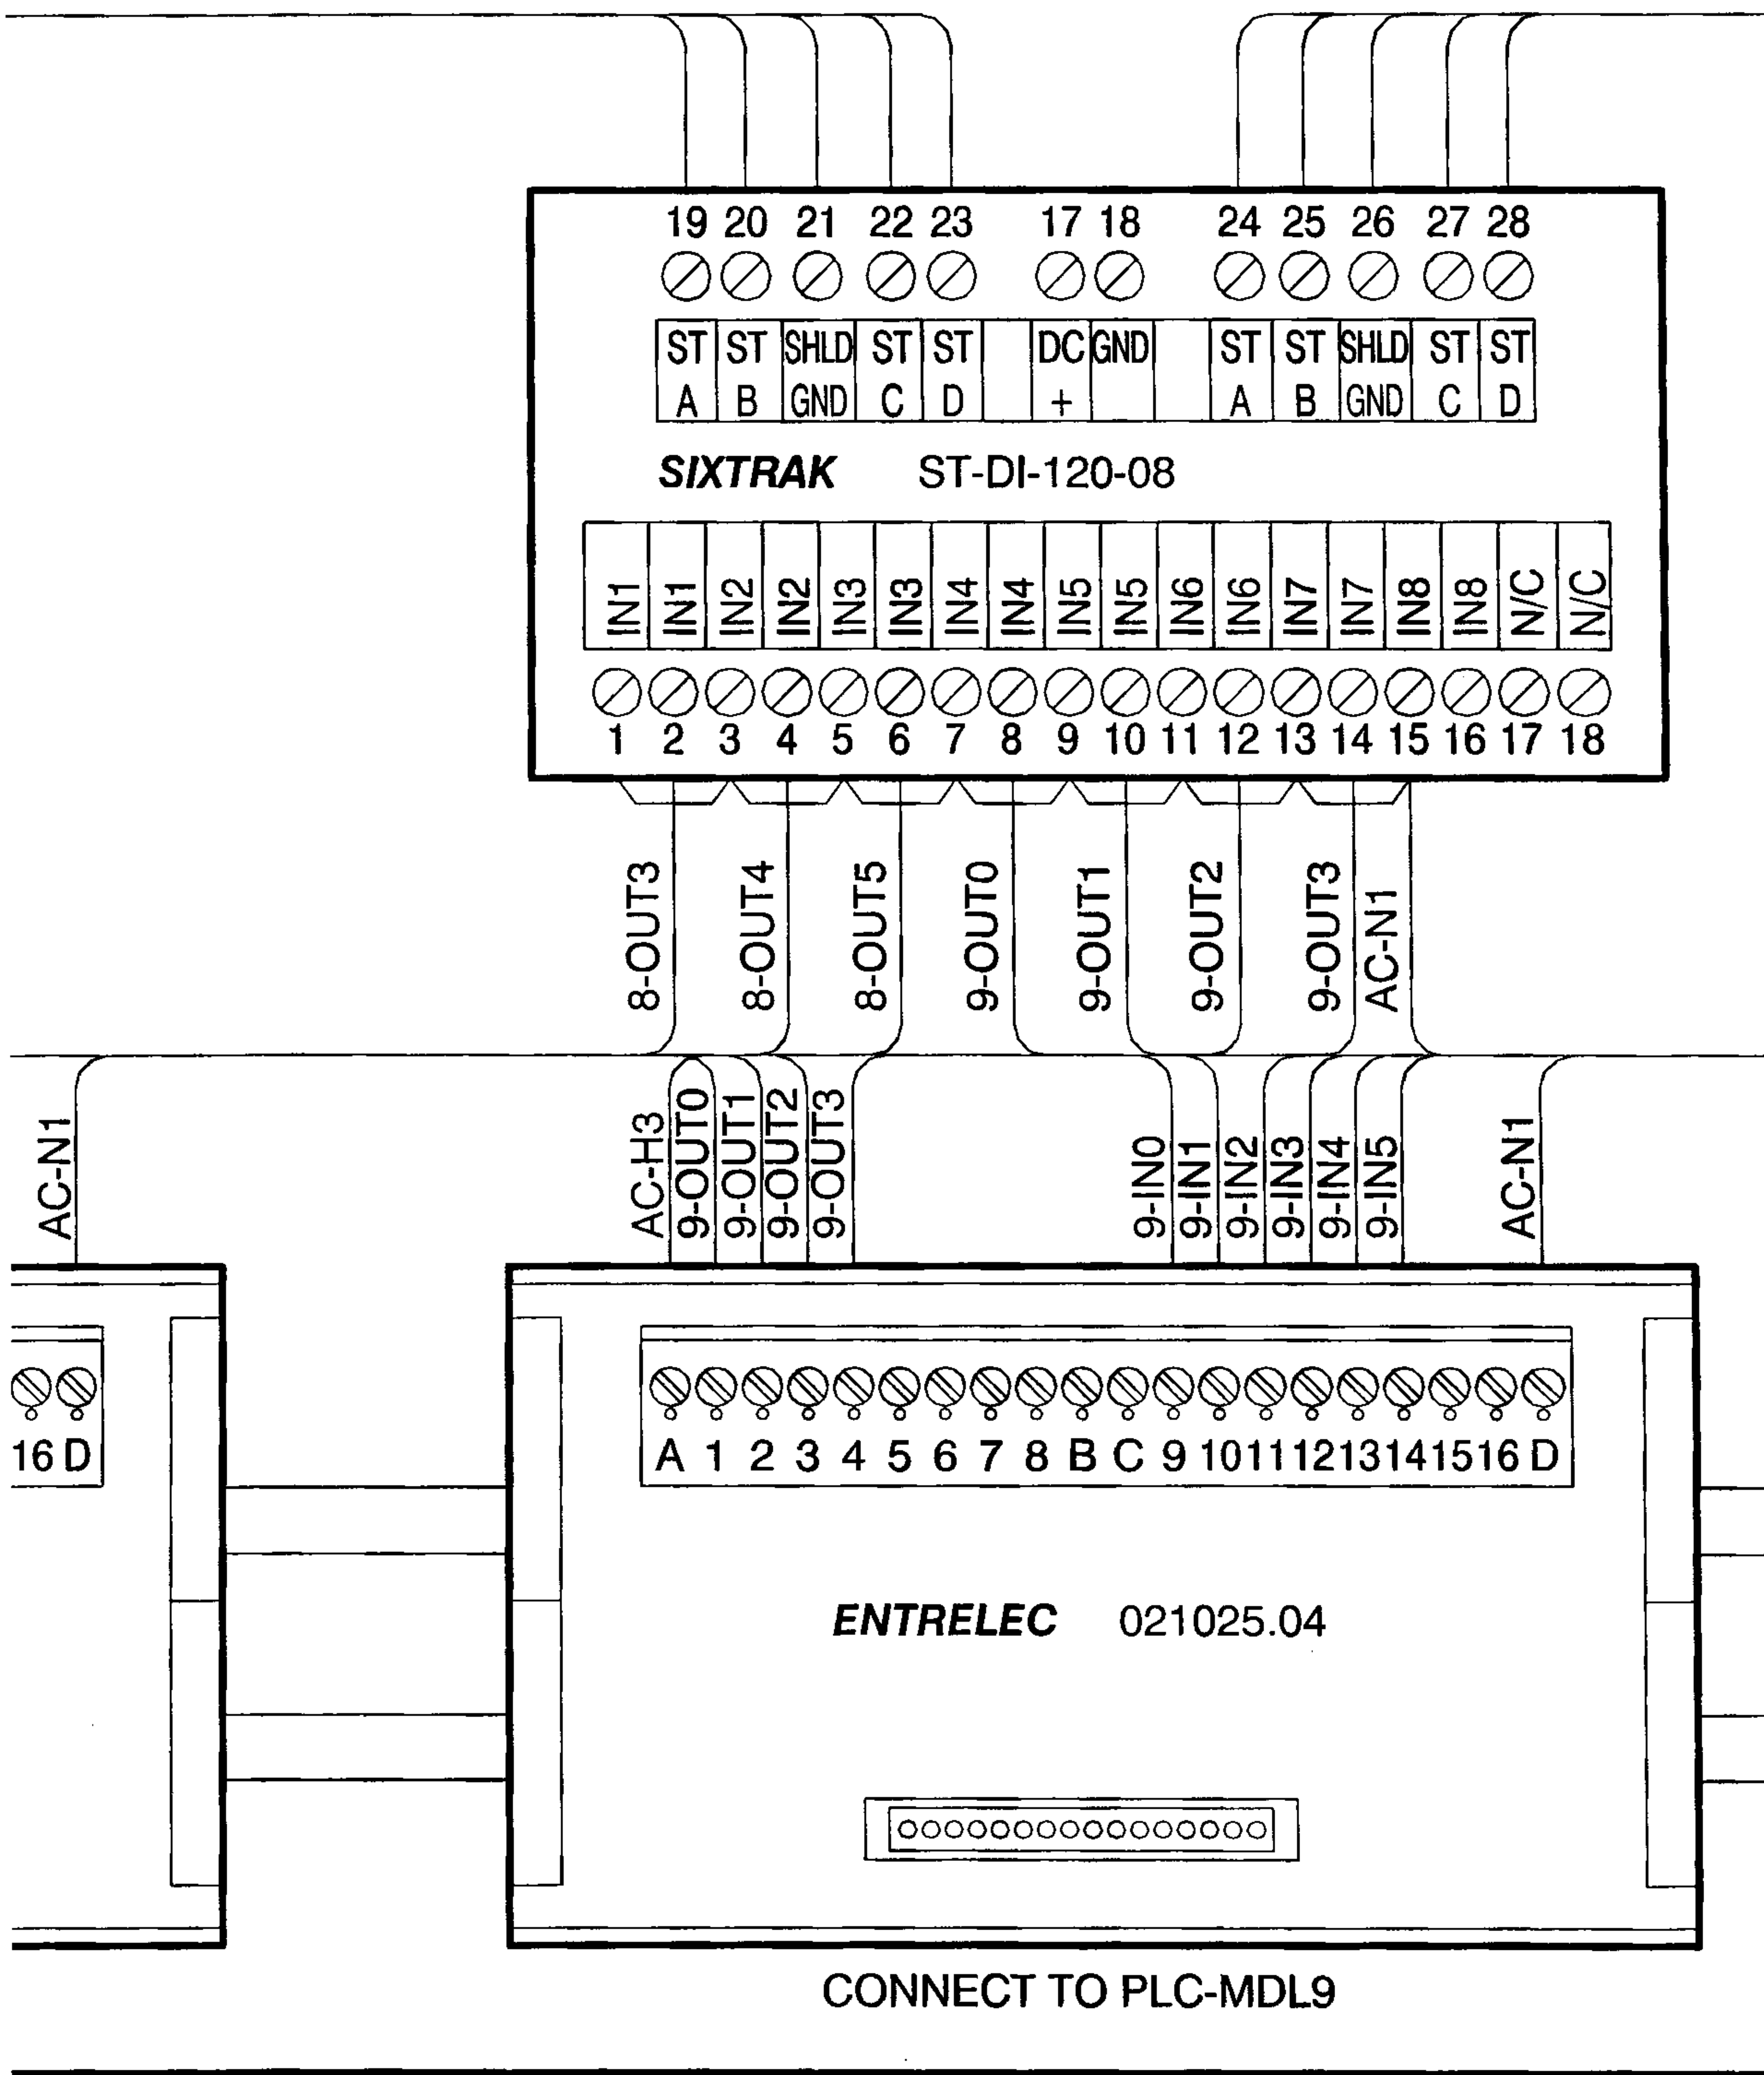 19 20 21 22 23 17 18 24 25 26 27 28
ST ST SHLD ST ST DC GND ST ST SHLD ST ST
A B GND C D + A B GND C D
SIXTRAK ST-DI-120-08
IN1 IN1 IN2 IN2 IN3 IN3 IN4 IN4 IN5 IN5 IN6 IN6 IN7 IN7 IN8 IN8 N/C N/C
1 2 3 4 5 6 7 8 9 10 11 12 13 14 15 16 17 18
8-OUT3 8-OUT4 8-OUT5 9-OUT0 9-OUT1 9-OUT2 9-OUT3 AC-N1
AC-N1 AC-H3 9-OUT0 9-OUT1 9-OUT2 9-OUT3 9-IN0 9-IN1 9-IN2 9-IN3 9-IN4 9-IN5 AC-N1
16 D
A 1 2 3 4 5 6 7 8 B C 9 10 11 12 13 14 15 16 D
ENTRELEC 021025.04
CONNECT TO PLC-MDL9